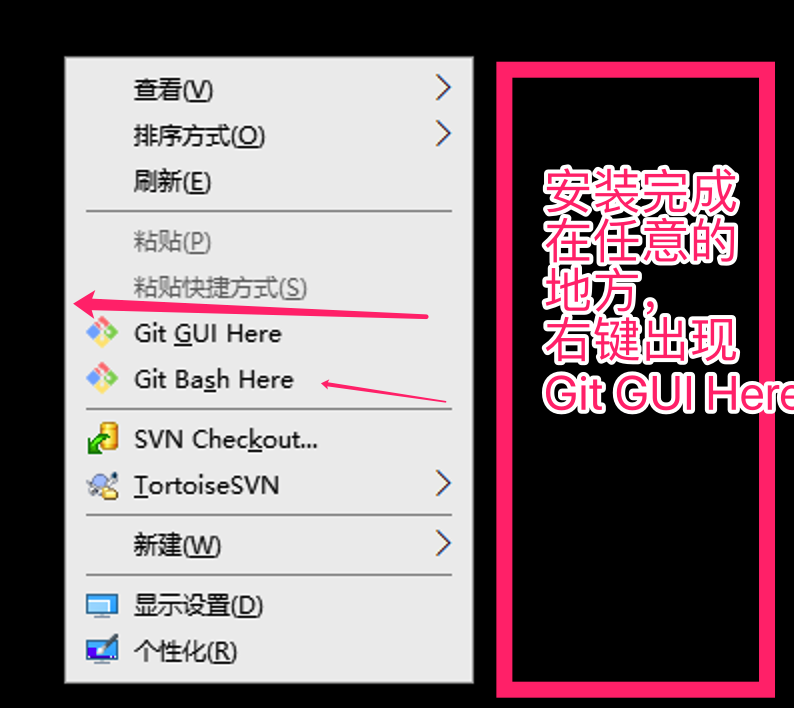 查看(V)
排序方式(O)
刷新(E)
粘贴(P)
粘贴快捷方式(S)
Git GUI Here
Git Bash Here
SVN Checkout...
TortoiseSVN
新建(W)
显示设置(D)
个性化(R)
安装完成
在任意的
地方，
右键出现
Git GUI Here